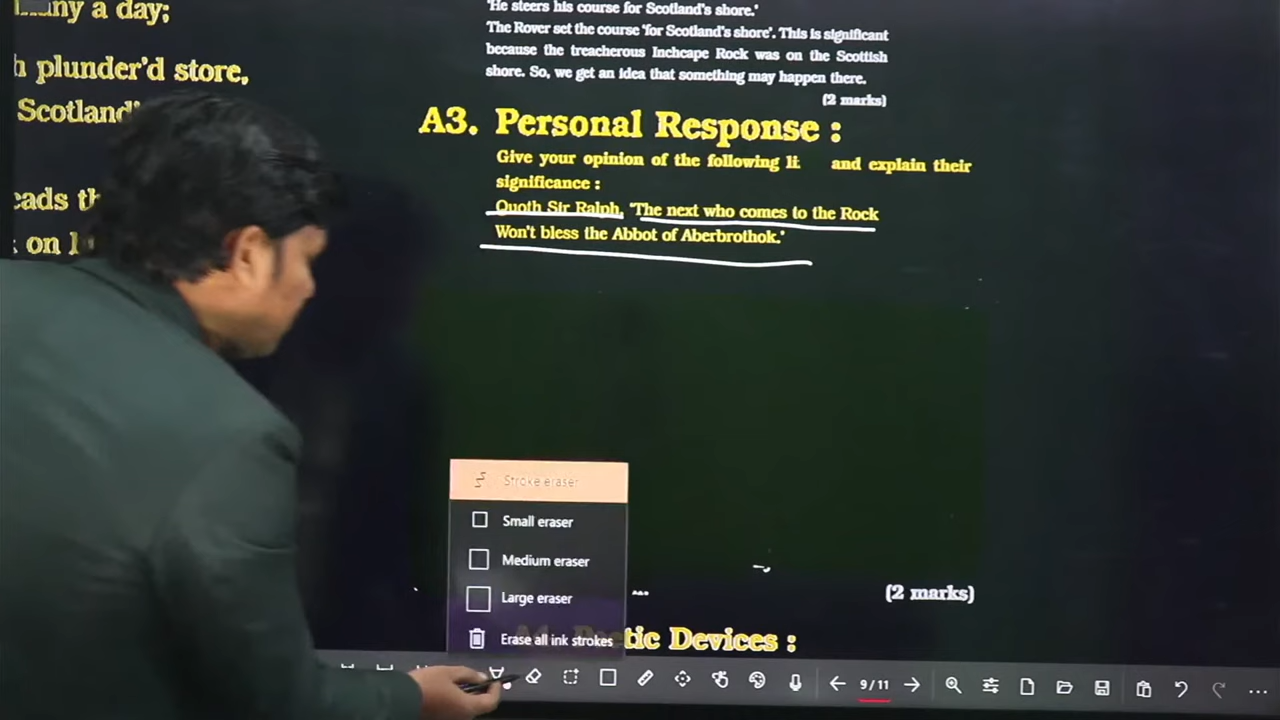 many a day;
plunder'd store,
Scotland'
on
'He steers his course for Scotland's shore.'
The Rover set the course 'for Scotland's shore'. This is significant
because the treacherous Inchcape Rock was on the Scottish
shore. So, we get an idea that something may happen there.
(2 marks)
A3. Personal Response :
Give your opinion of the following li and explain their
significance :
Quoth Sir Ralph, 'The next who comes to the Rock
Won't bless the Abbot of Aberbrothok.'
Stroke eraser
Small eraser
Medium eraser
Large eraser
Erase all ink strokes
(2 marks)
tic Devices :
9/11